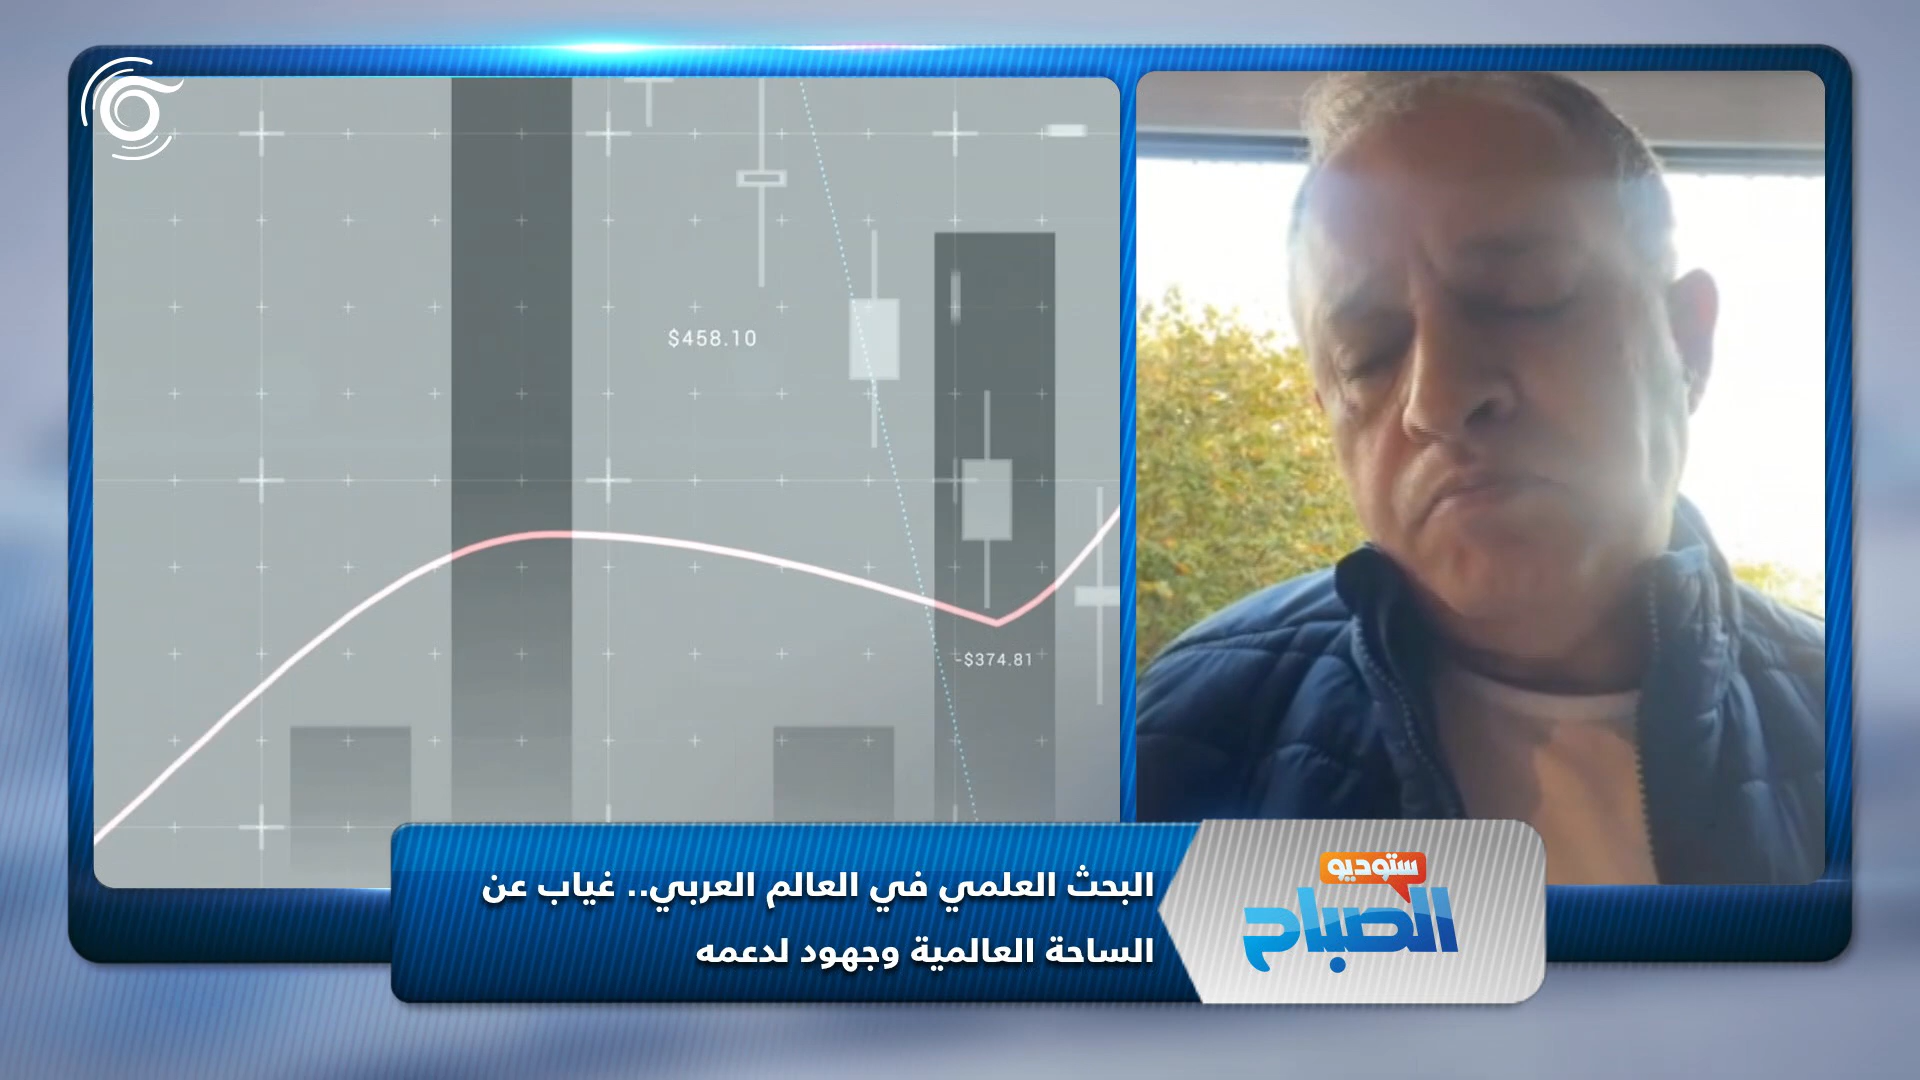 $458.10
-$374.81
ستوديو
الصباح
البحث العلمي في العالم العربي.. غياب عن
الساحة العالمية وجهود لدعمه